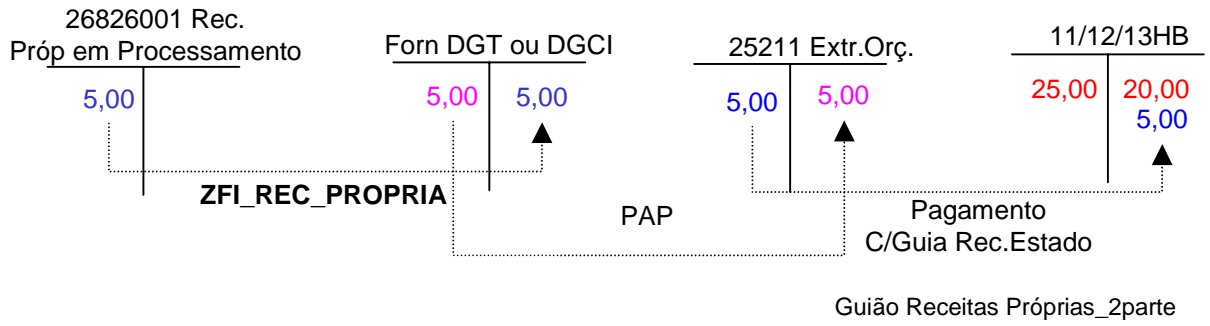 26826001 Rec.
Próp em Processamento
Forn DGT ou DGCI
25211 Extr.Orç.
11/12/13HB
5,00
5,00
5,00
5,00
5,00
25,00
20,00
5,00
ZFI_REC_PROPRIA
PAP
Pagamento
C/Guia Rec.Estado
Guião Receitas Próprias_2parte